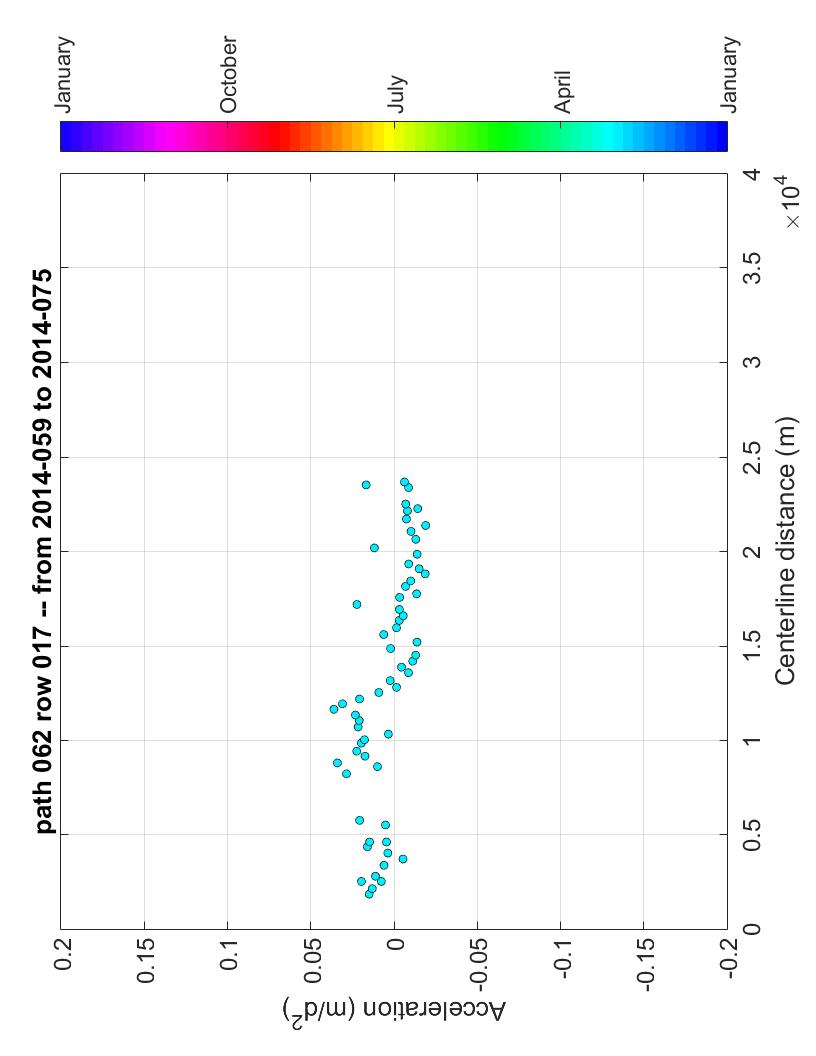 path 062 row 017 -- from 2014-059 to 2014-075
Acceleration (m/d²)
0.2
0.15
0.1
0.05
0
-0.05
-0.1
-0.15
-0.2
0
0.5
1
1.5
2
2.5
3
3.5
4
×10⁴
Centerline distance (m)
January
October
July
April
January